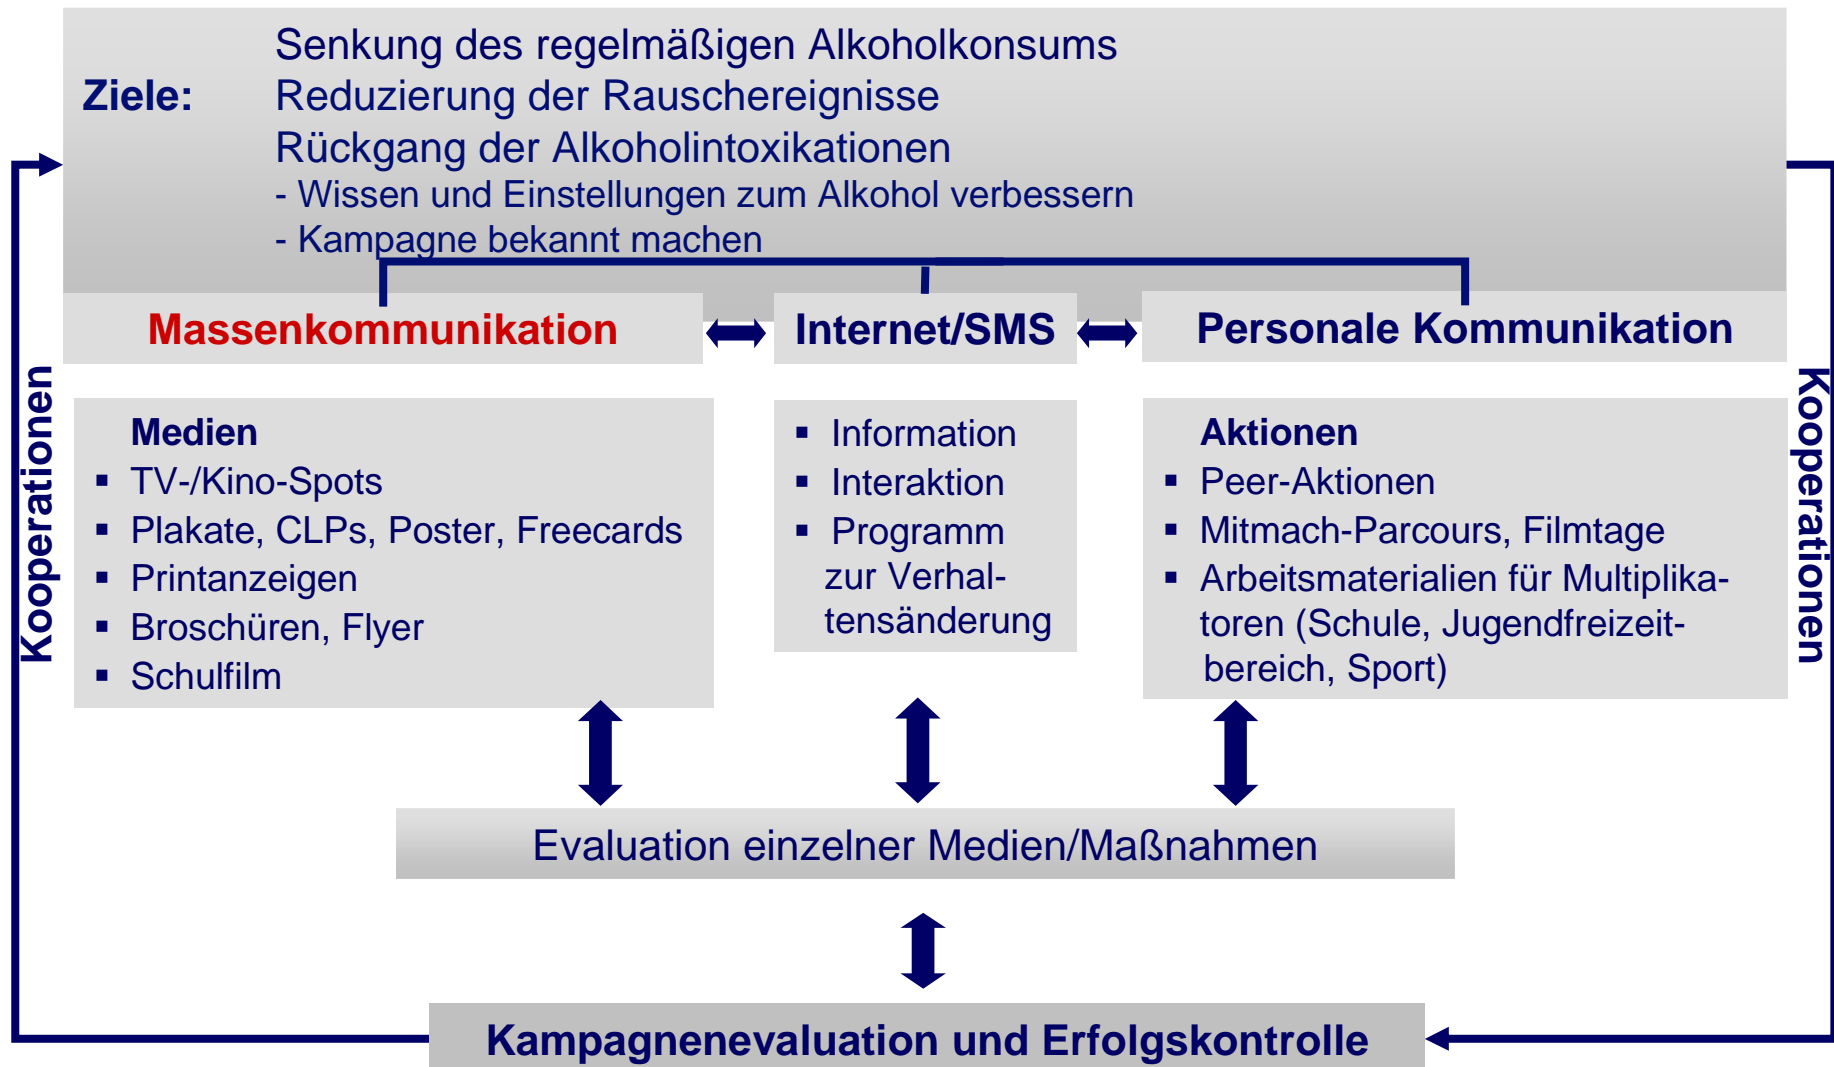 Senkung des regelmäßigen Alkoholkonsums
Ziele: Reduzierung der Rauschereignisse
Rückgang der Alkoholintoxikationen
- Wissen und Einstellungen zum Alkohol verbessern
- Kampagne bekannt machen
Massenkommunikation
Internet/SMS
Personale Kommunikation
Kooperationen
Medien
▪ TV-/Kino-Spots
▪ Plakate, CLPs, Poster, Freecards
▪ Printanzeigen
▪ Broschüren, Flyer
▪ Schulfilm
▪ Information
▪ Interaktion
▪ Programm
zur Verhal-
tensänderung
Aktionen
▪ Peer-Aktionen
▪ Mitmach-Parcours, Filmtage
▪ Arbeitsmaterialien für Multiplika-
toren (Schule, Jugendfreizeit-
bereich, Sport)
Kooperationen
Evaluation einzelner Medien/Maßnahmen
Kampagnenevaluation und Erfolgskontrolle